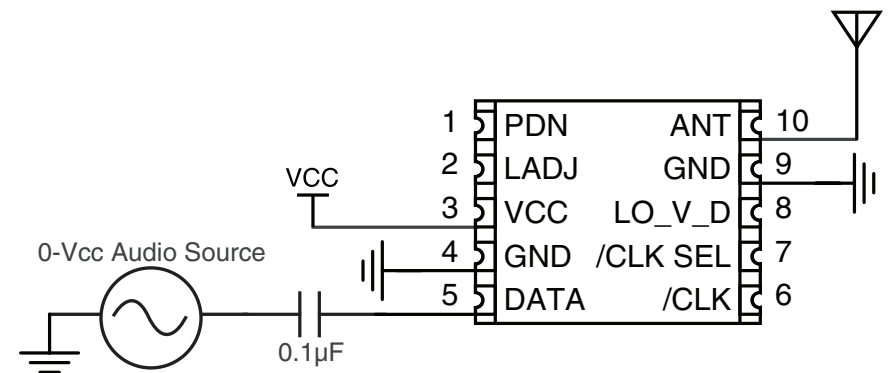 1 PDN ANT 10
2 LADJ GND 9
VCC
3 VCC LO_V_D 8
0-Vcc Audio Source
4 GND /CLK SEL 7
5 DATA /CLK 6
0.1µF